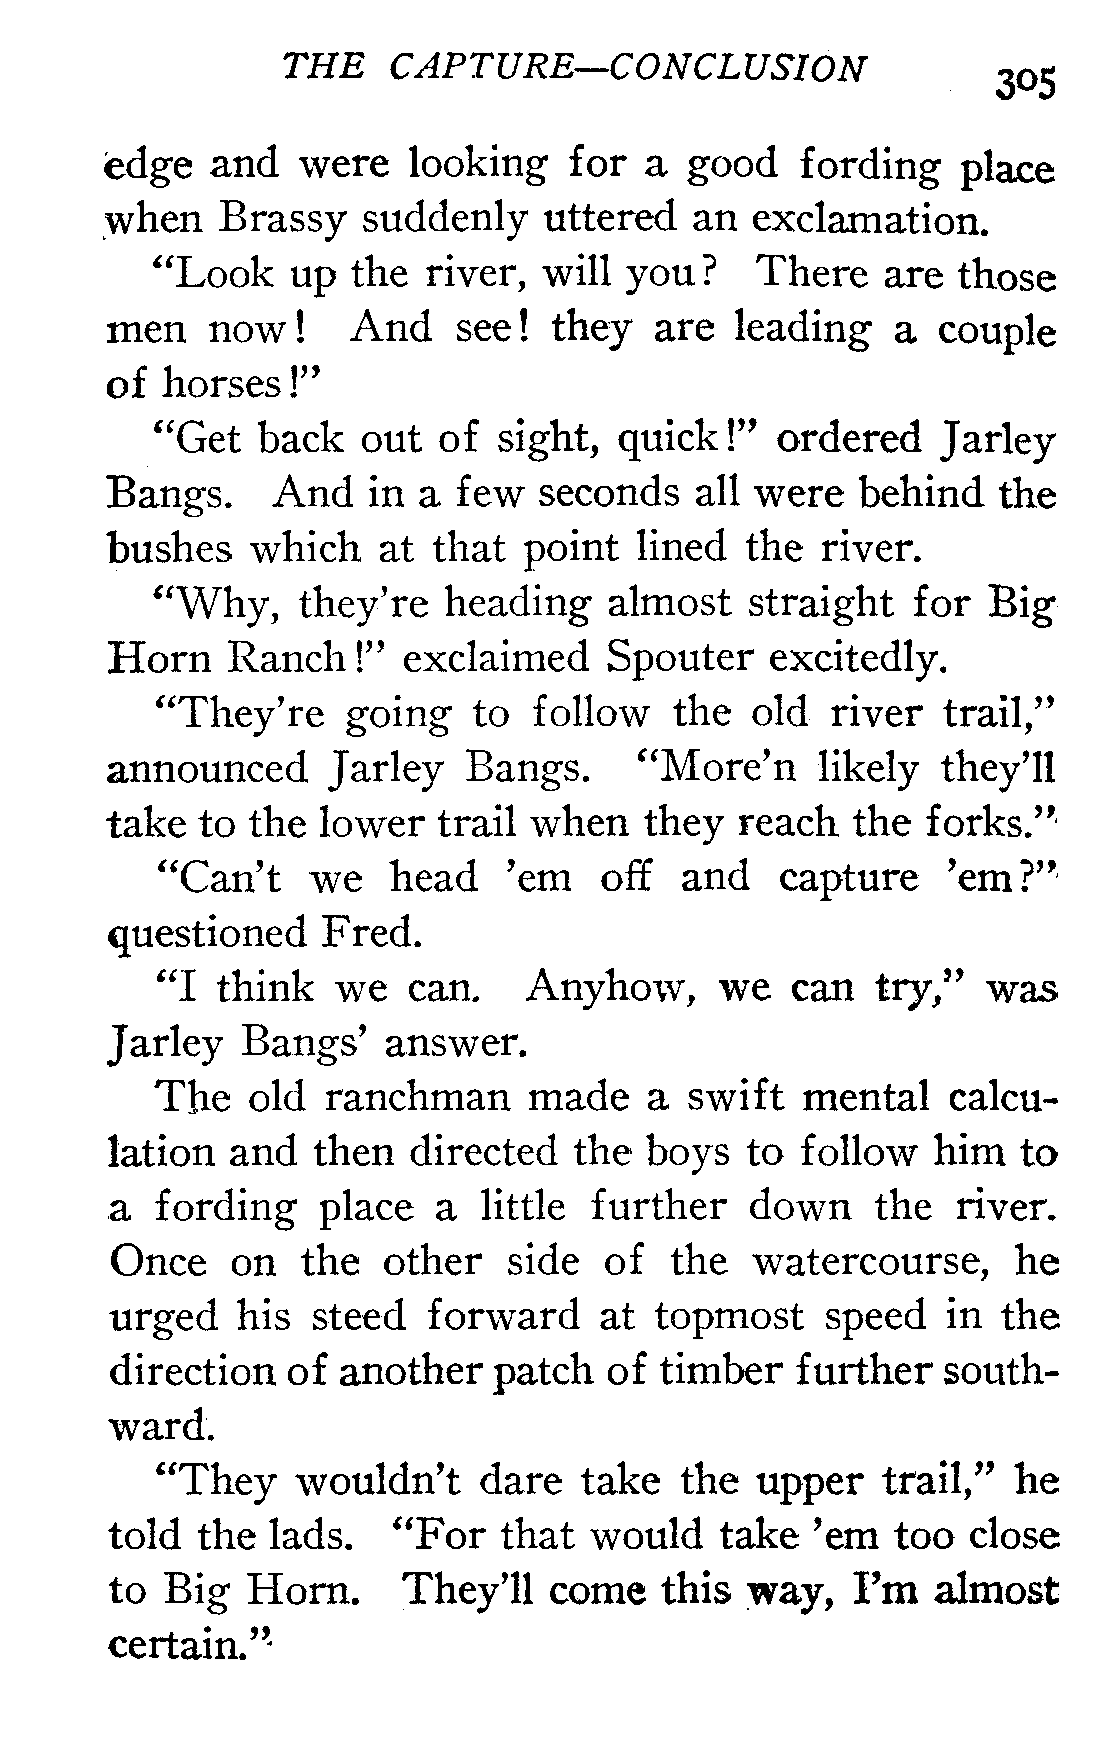 THE CAPTURE—CONCLUSION 305
edge and were looking for a good fording place
when Brassy suddenly uttered an exclamation.
“Look up the river, will you? There are those
men now! And see! they are leading a couple
of horses!”
“Get back out of sight, quick!” ordered Jarley
Bangs. And in a few seconds all were behind the
bushes which at that point lined the river.
“Why, they’re heading almost straight for Big
Horn Ranch!” exclaimed Spouter excitedly.
“They’re going to follow the old river trail,”
announced Jarley Bangs. “More’n likely they’ll
take to the lower trail when they reach the forks.”
“Can’t we head ’em off and capture ’em?”
questioned Fred.
“I think we can. Anyhow, we can try,” was
Jarley Bangs’ answer.
The old ranchman made a swift mental calcu-
lation and then directed the boys to follow him to
a fording place a little further down the river.
Once on the other side of the watercourse, he
urged his steed forward at topmost speed in the
direction of another patch of timber further south-
ward.
“They wouldn’t dare take the upper trail,” he
told the lads. “For that would take ’em too close
to Big Horn. They’ll come this way, I’m almost
certain.”